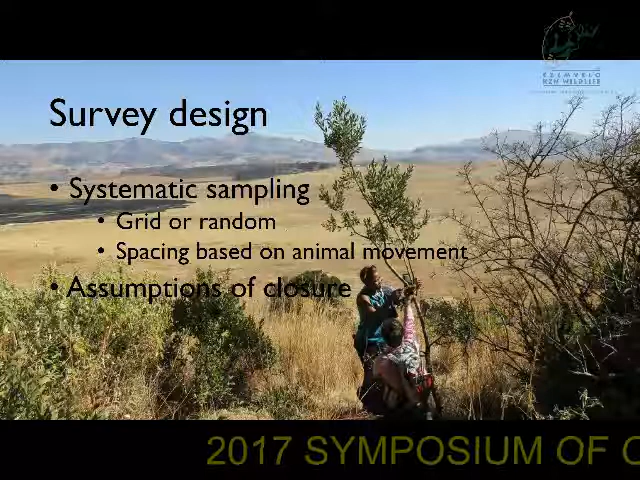 EZEMVELO
KZN WILDLIFE
Survey design
• Systematic sampling
• Grid or random
• Spacing based on animal movement
• Assumptions of closure
2017 SYMPOSIUM OF C